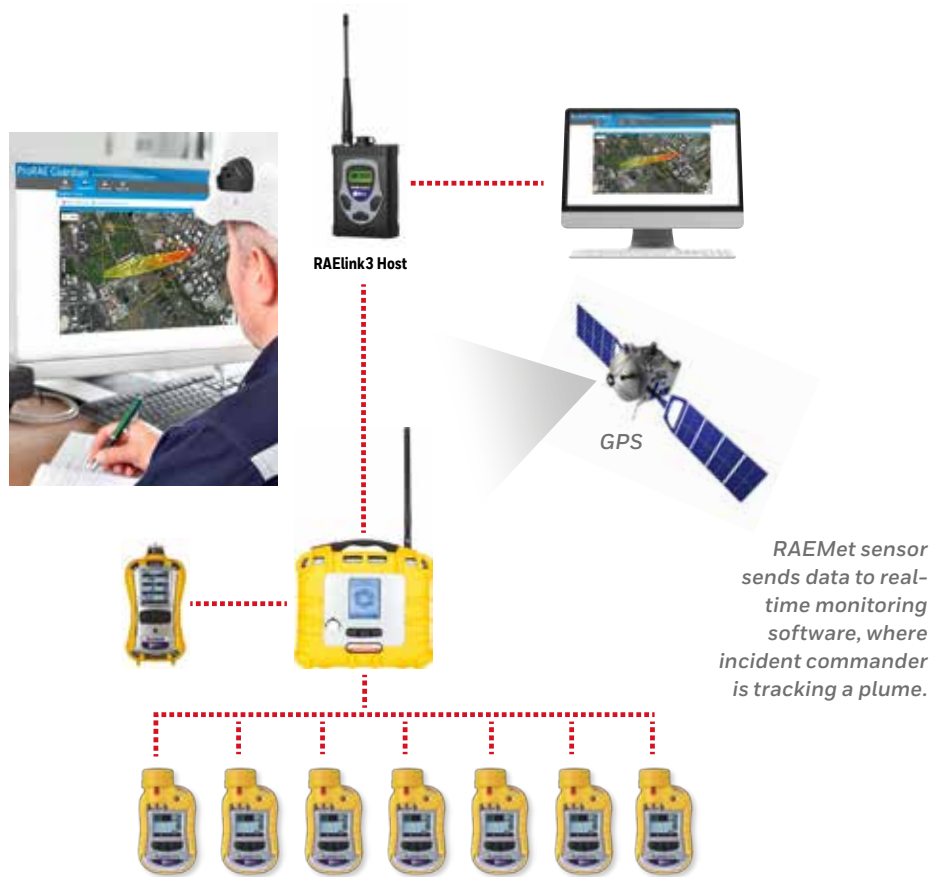 ProRAE Guardian
RAElink3 Host
GPS
RAEMet sensor
sends data to real-
time monitoring
software, where
incident commander
is tracking a plume.